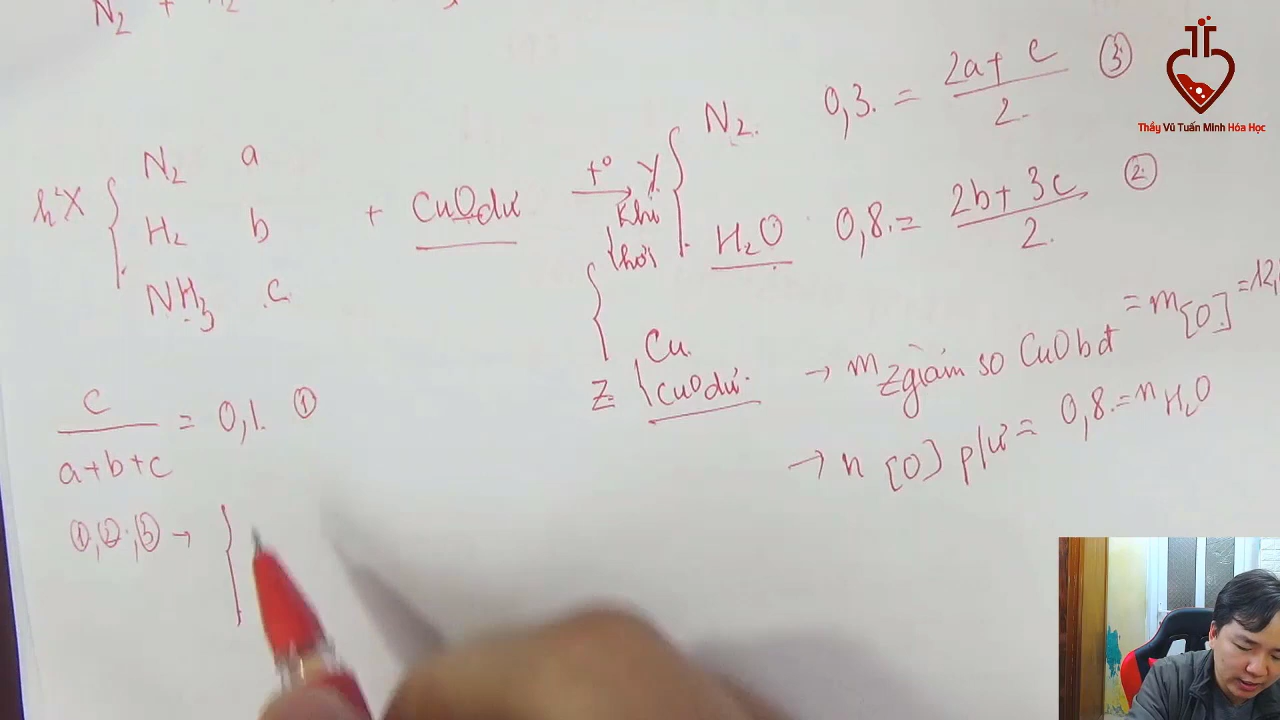 N2 + H2
Thầy Vũ Tuấn Minh Hóa Học
h²X { N2 a
H2 b
NH3 c
+ CuO dư
t° →
Y { khí
hơi
N2. 0,3. = (2a + c)/2. ③
H2O 0,8. = (2b + 3c)/2. ②
Z { Cu.
CuO dư.
→ m Z giảm so CuO bđ = m[O] = 12,
→ n [O] p/ư = 0,8. = n H2O
c/(a+b+c) = 0,1. ①
①,②,③ → {